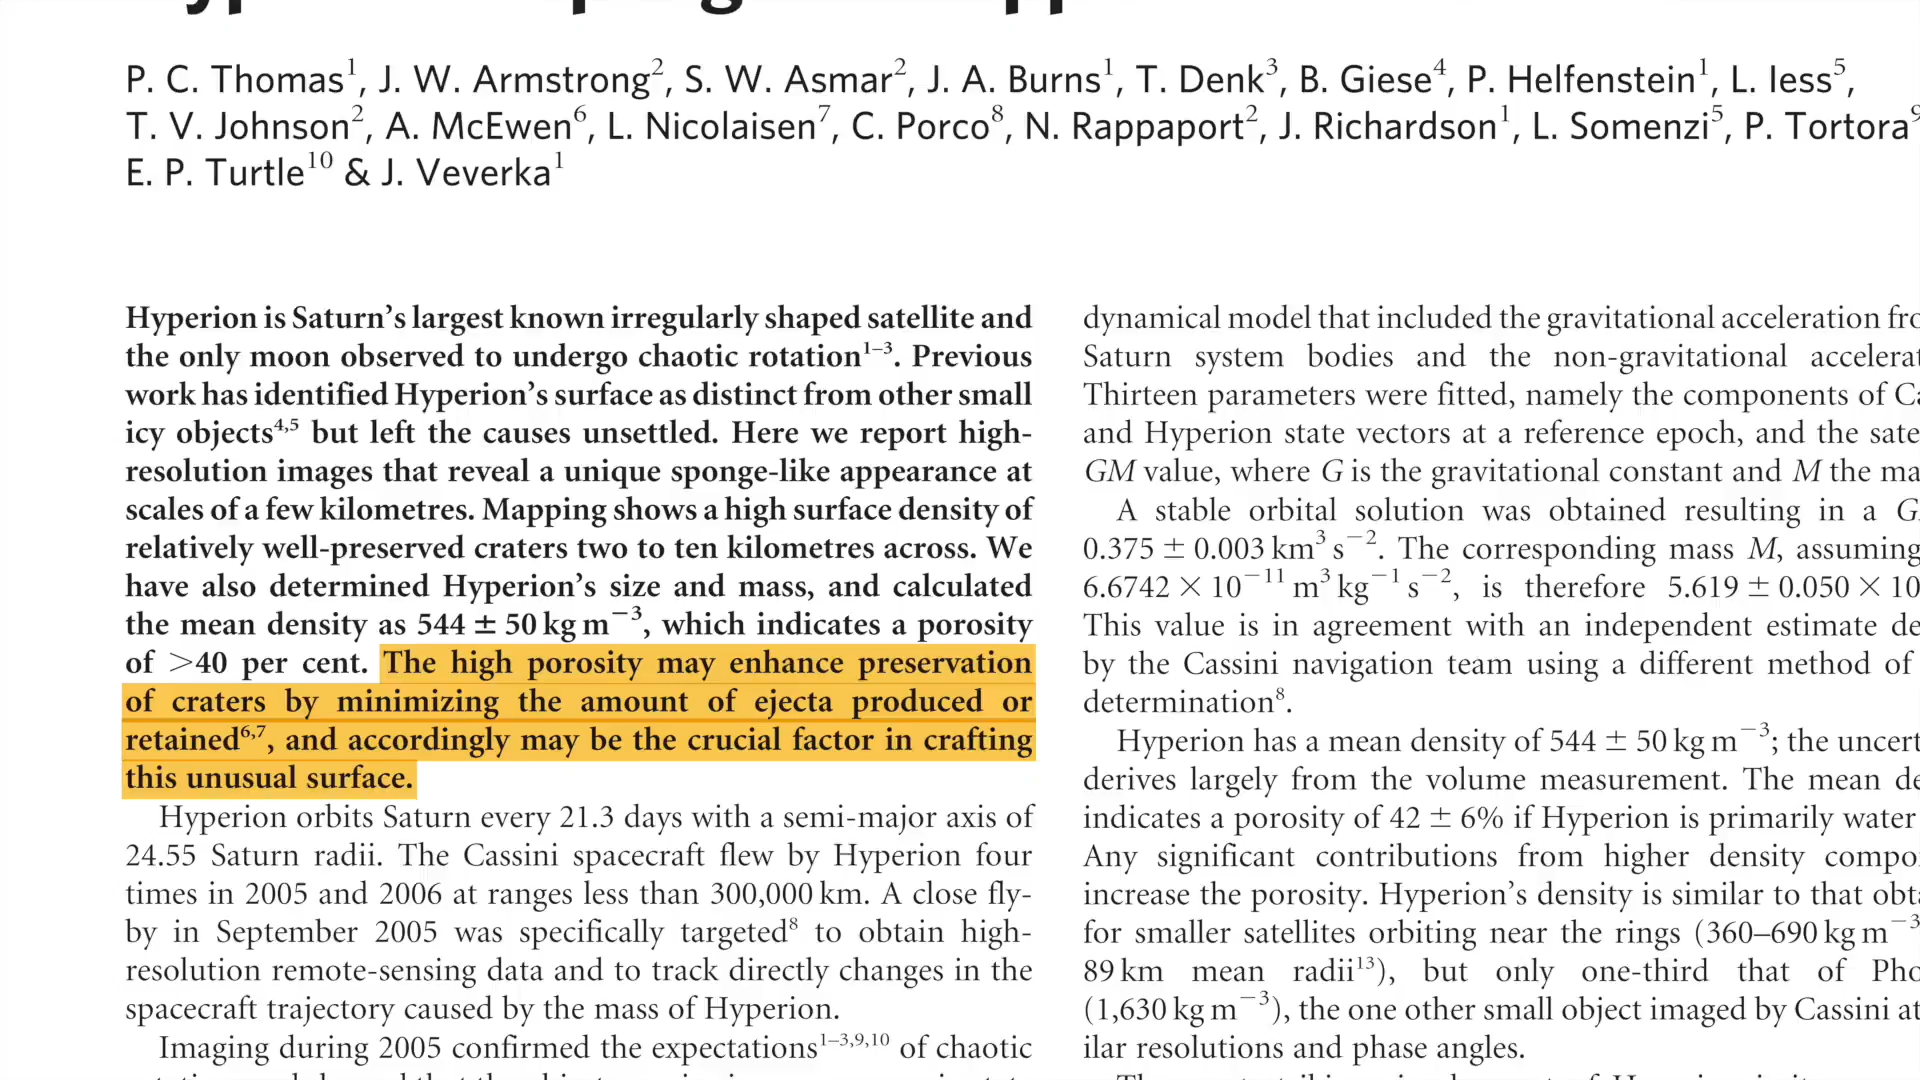 P. C. Thomas1, J. W. Armstrong2, S. W. Asmar2, J. A. Burns1, T. Denk3, B. Giese4, P. Helfenstein1, L. Iess5,
T. V. Johnson2, A. McEwen6, L. Nicolaisen7, C. Porco8, N. Rappaport2, J. Richardson1, L. Somenzi5, P. Tortora9
E. P. Turtle10 & J. Veverka1
Hyperion is Saturn's largest known irregularly shaped satellite and
the only moon observed to undergo chaotic rotation1–3. Previous
work has identified Hyperion's surface as distinct from other small
icy objects4,5 but left the causes unsettled. Here we report high-
resolution images that reveal a unique sponge-like appearance at
scales of a few kilometres. Mapping shows a high surface density of
relatively well-preserved craters two to ten kilometres across. We
have also determined Hyperion's size and mass, and calculated
the mean density as 544 ± 50 kg m−3, which indicates a porosity
of >40 per cent. The high porosity may enhance preservation
of craters by minimizing the amount of ejecta produced or
retained6,7, and accordingly may be the crucial factor in crafting
this unusual surface.
Hyperion orbits Saturn every 21.3 days with a semi-major axis of
24.55 Saturn radii. The Cassini spacecraft flew by Hyperion four
times in 2005 and 2006 at ranges less than 300,000 km. A close fly-
by in September 2005 was specifically targeted8 to obtain high-
resolution remote-sensing data and to track directly changes in the
spacecraft trajectory caused by the mass of Hyperion.
Imaging during 2005 confirmed the expectations1–3,9,10 of chaotic
dynamical model that included the gravitational acceleration
Saturn system bodies and the non-gravitational
Thirteen parameters were fitted, namely the components of
and Hyperion state vectors at a reference epoch, and the
GM value, where G is the gravitational constant and M the
A stable orbital solution was obtained resulting in a
0.375 ± 0.003 km3 s−2. The corresponding mass M, assuming
6.6742 × 10−11 m3 kg−1 s−2, is therefore 5.619 ± 0.050 × 10
This value is in agreement with an independent estimate
by the Cassini navigation team using a different method of
determination8.
Hyperion has a mean density of 544 ± 50 kg m−3; the
derives largely from the volume measurement. The mean
indicates a porosity of 42 ± 6% if Hyperion is primarily water
Any significant contributions from higher density
increase the porosity. Hyperion's density is similar to that
for smaller satellites orbiting near the rings (360–690 kg m−3
89 km mean radii13), but only one-third that of
(1,630 kg m−3), the one other small object imaged by Cassini at
ilar resolutions and phase angles.